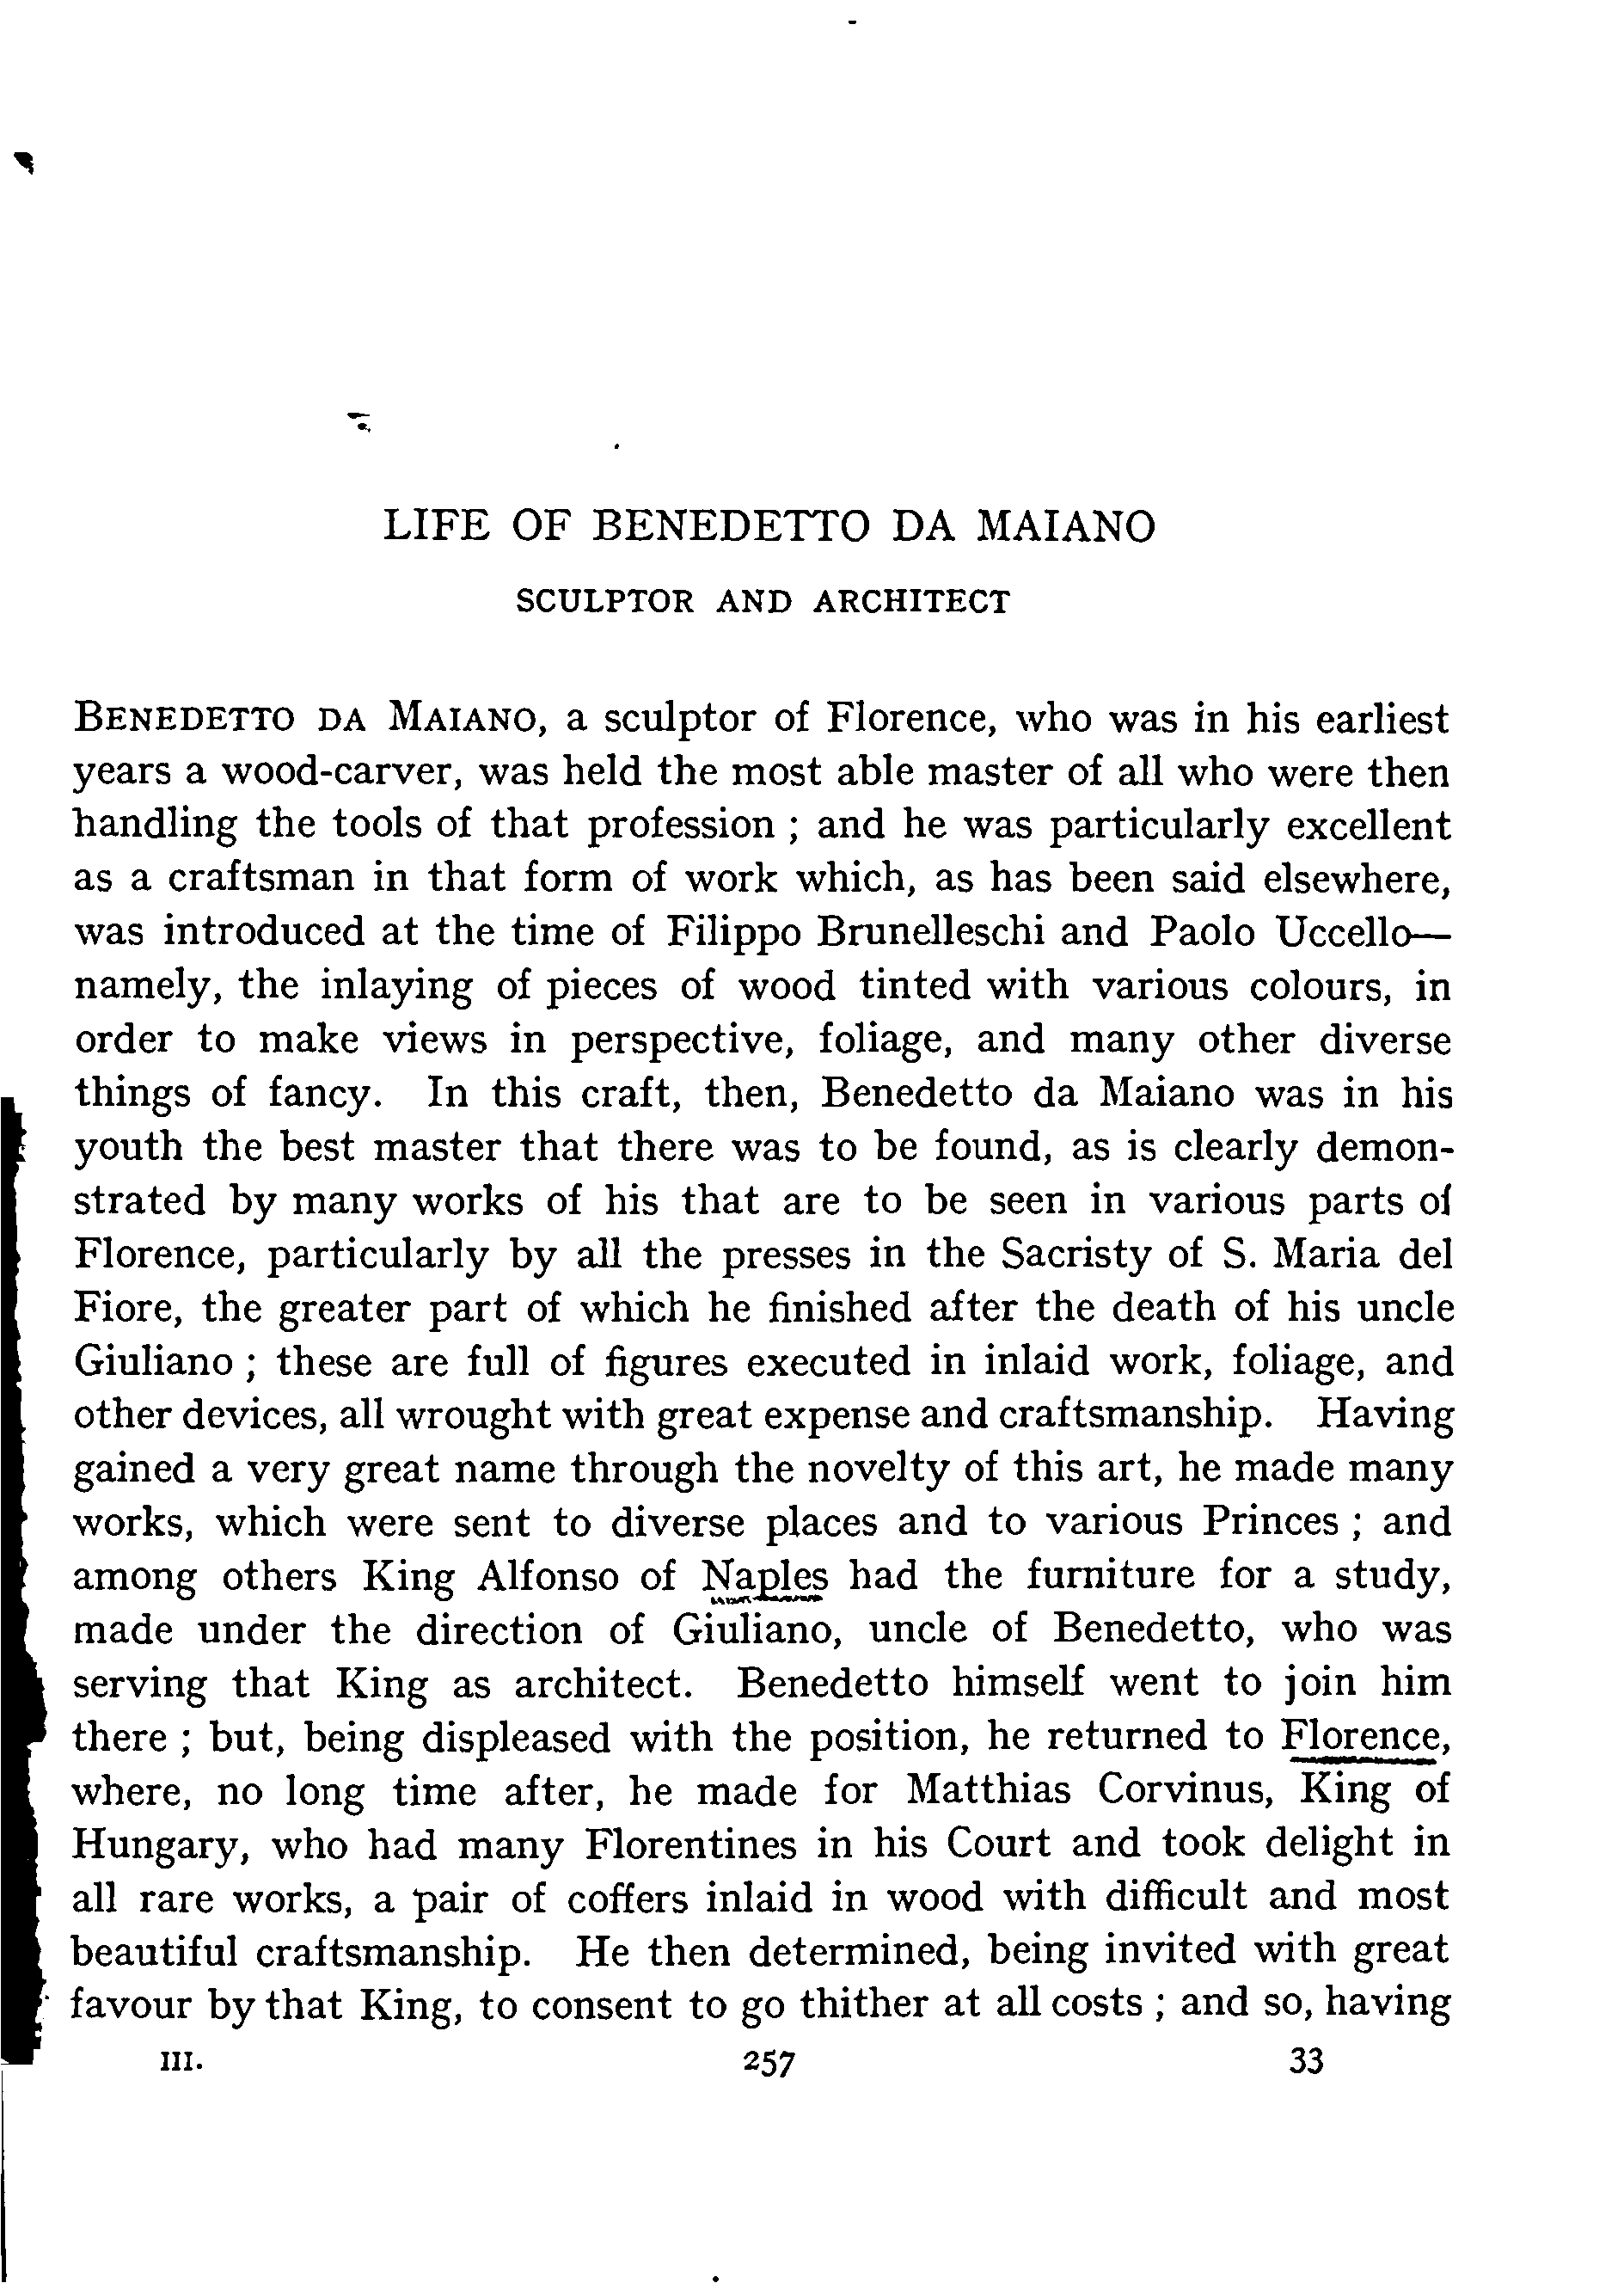 LIFE OF BENEDETTO DA MAIANO
SCULPTOR AND ARCHITECT
BENEDETTO DA MAIANO, a sculptor of Florence, who was in his earliest
years a wood-carver, was held the most able master of all who were then
handling the tools of that profession ; and he was particularly excellent
as a craftsman in that form of work which, as has been said elsewhere,
was introduced at the time of Filippo Brunelleschi and Paolo Uccello—
namely, the inlaying of pieces of wood tinted with various colours, in
order to make views in perspective, foliage, and many other diverse
things of fancy. In this craft, then, Benedetto da Maiano was in his
youth the best master that there was to be found, as is clearly demon-
strated by many works of his that are to be seen in various parts of
Florence, particularly by all the presses in the Sacristy of S. Maria del
Fiore, the greater part of which he finished after the death of his uncle
Giuliano ; these are full of figures executed in inlaid work, foliage, and
other devices, all wrought with great expense and craftsmanship. Having
gained a very great name through the novelty of this art, he made many
works, which were sent to diverse places and to various Princes ; and
among others King Alfonso of Naples had the furniture for a study,
made under the direction of Giuliano, uncle of Benedetto, who was
serving that King as architect. Benedetto himself went to join him
there ; but, being displeased with the position, he returned to Florence,
where, no long time after, he made for Matthias Corvinus, King of
Hungary, who had many Florentines in his Court and took delight in
all rare works, a pair of coffers inlaid in wood with difficult and most
beautiful craftsmanship. He then determined, being invited with great
favour by that King, to consent to go thither at all costs ; and so, having
III. 257 33